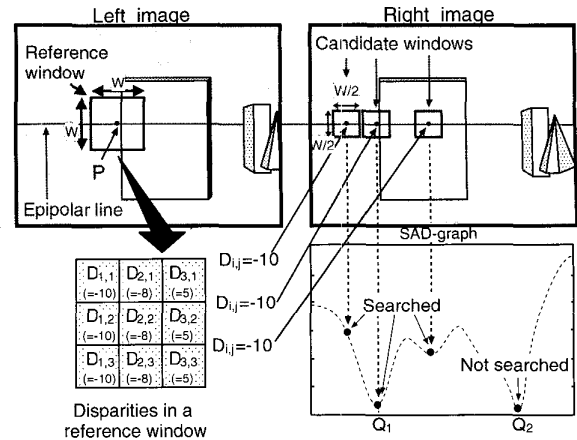 Left image
Right image
Reference
window
W
W
P
Epipolar line
Candidate windows
W/2
W/2
D1,1
(=-10)
D2,1
(=-8)
D3,1
(=5)
D1,2
(=-10)
D2,2
(=-8)
D3,2
(=5)
D1,3
(=-10)
D2,3
(=-8)
D3,3
(=5)
Disparities in a
reference window
Di,j=-10
Di,j=-10
Di,j=-10
SAD-graph
Searched
Not searched
Q1
Q2